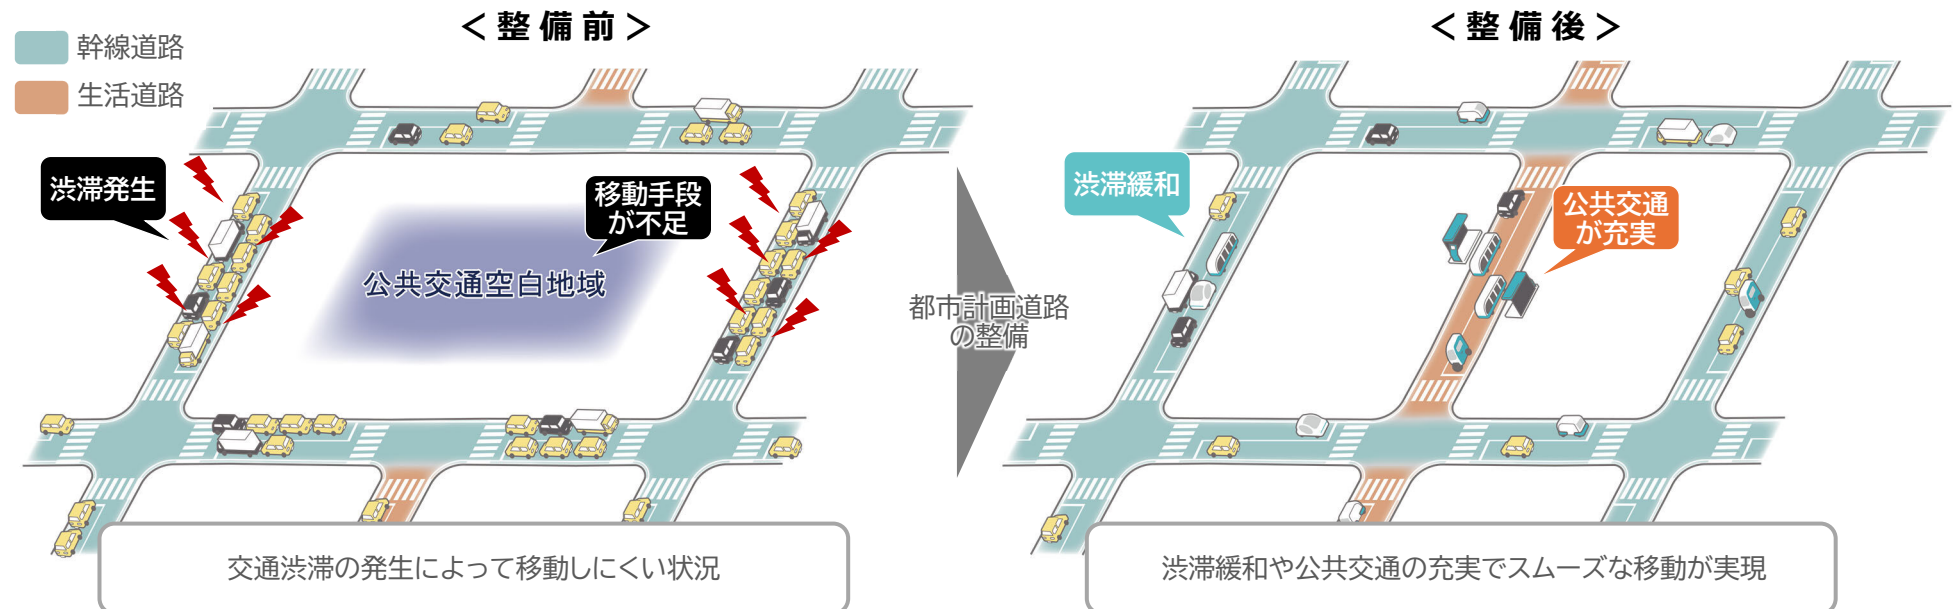 ＜整備前＞
＜整備後＞
幹線道路
生活道路
渋滞発生
移動手段
が不足
公共交通空白地域
都市計画道路
の整備
渋滞緩和
公共交通
が充実
交通渋滞の発生によって移動しにくい状況
渋滞緩和や公共交通の充実でスムーズな移動が実現